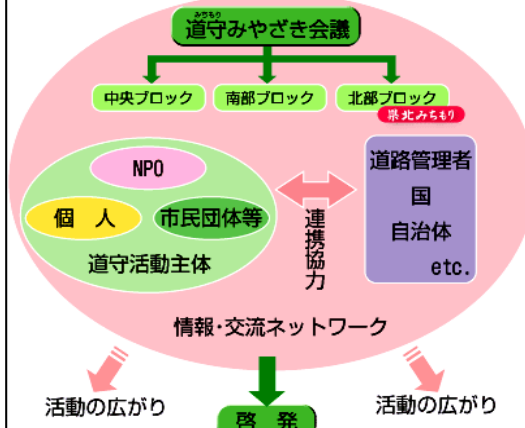 みちもり
道守みやざき会議
中央ブロック
南部ブロック
北部ブロック
県北みちもり
NPO
個 人
市民団体等
道守活動主体
連携協力
道路管理者
国
自治体
etc.
情報・交流ネットワーク
活動の広がり
活動の広がり
啓 発